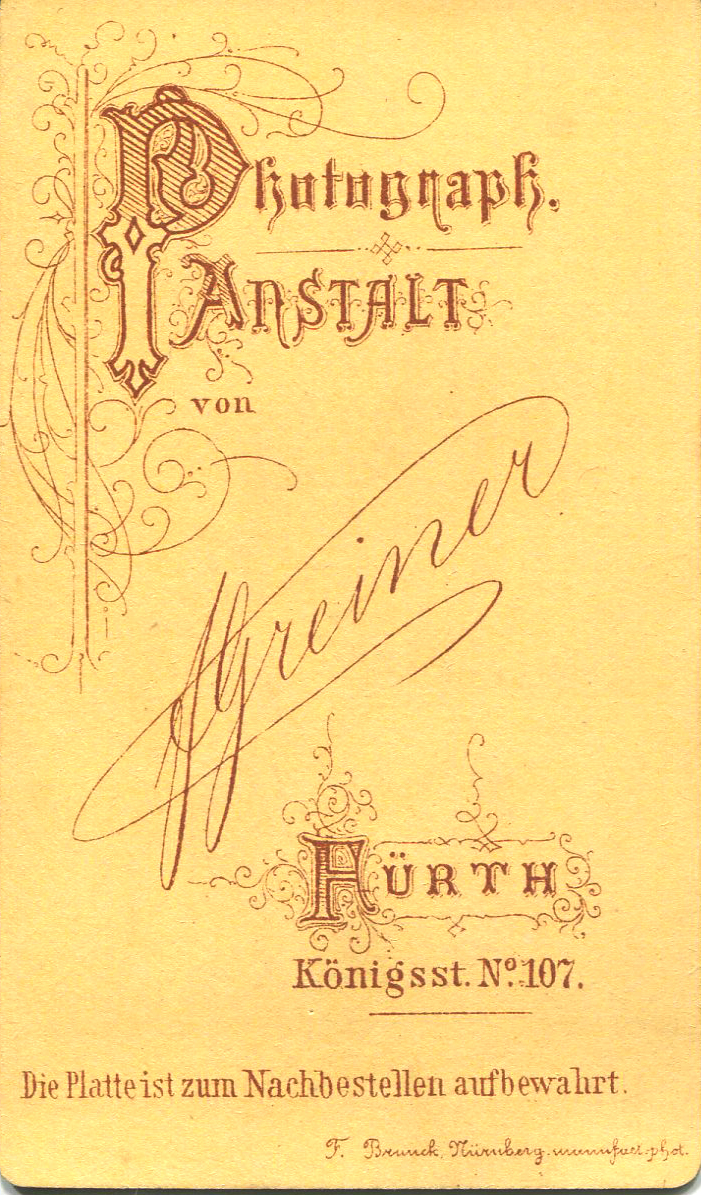 Photograph.
Anstalt
von
A Greiner
Fürth
Königsst. No. 107.
Die Platte ist zum Nachbestellen aufbewahrt.
F. Brunck, Nürnberg. manufact. phot.